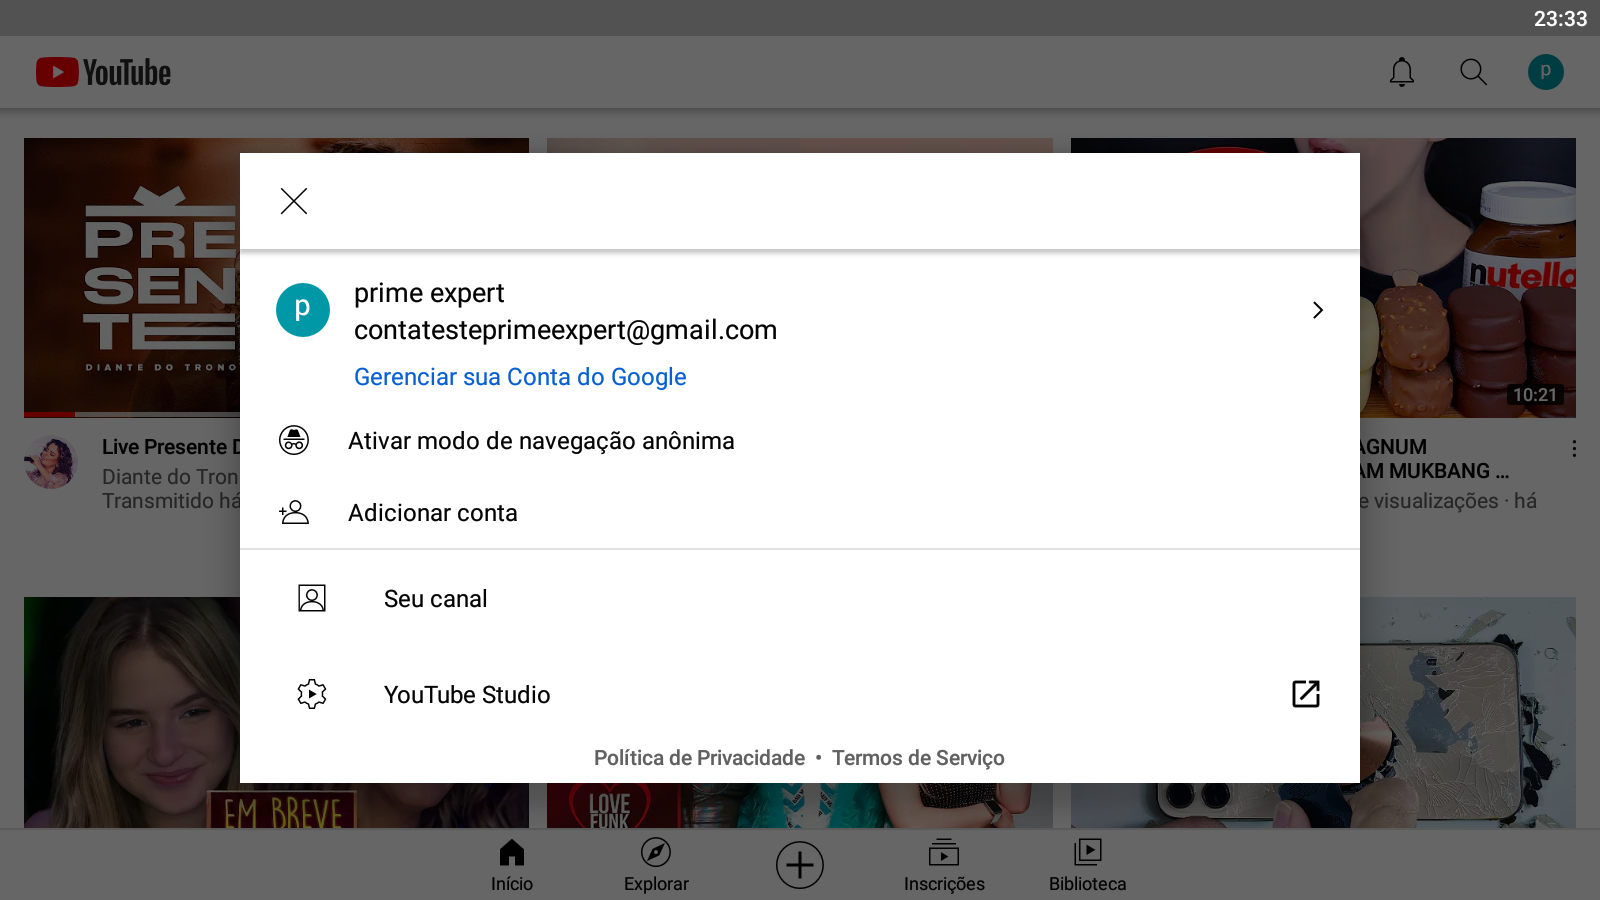 23:33
YouTube
p
PRE
SEN
TE
DIANTE DO TRONO
nutella
10:21
p
prime expert
contatesteprimeexpert@gmail.com
Gerenciar sua Conta do Google
Ativar modo de navegação anônima
Adicionar conta
Seu canal
YouTube Studio
Política de Privacidade • Termos de Serviço
Live Presente
Diante do Tron
Transmitido há
AGNUM
AM MUKBANG ...
e visualizações · há
EM BREVE
LOVE
FUNK
Início
Explorar
Inscrições
Biblioteca